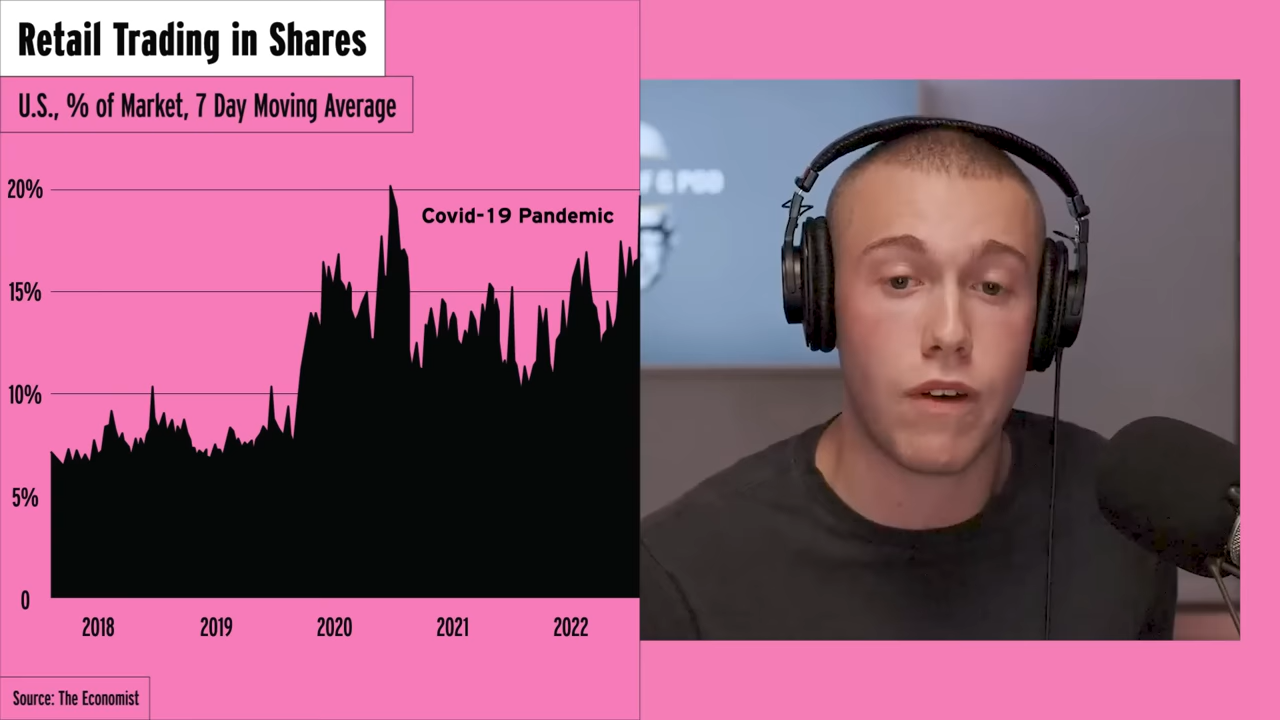 Retail Trading in Shares
U.S., % of Market, 7 Day Moving Average
20%
Covid-19 Pandemic
15%
10%
5%
0
2018 2019 2020 2021 2022
Source: The Economist
G POD